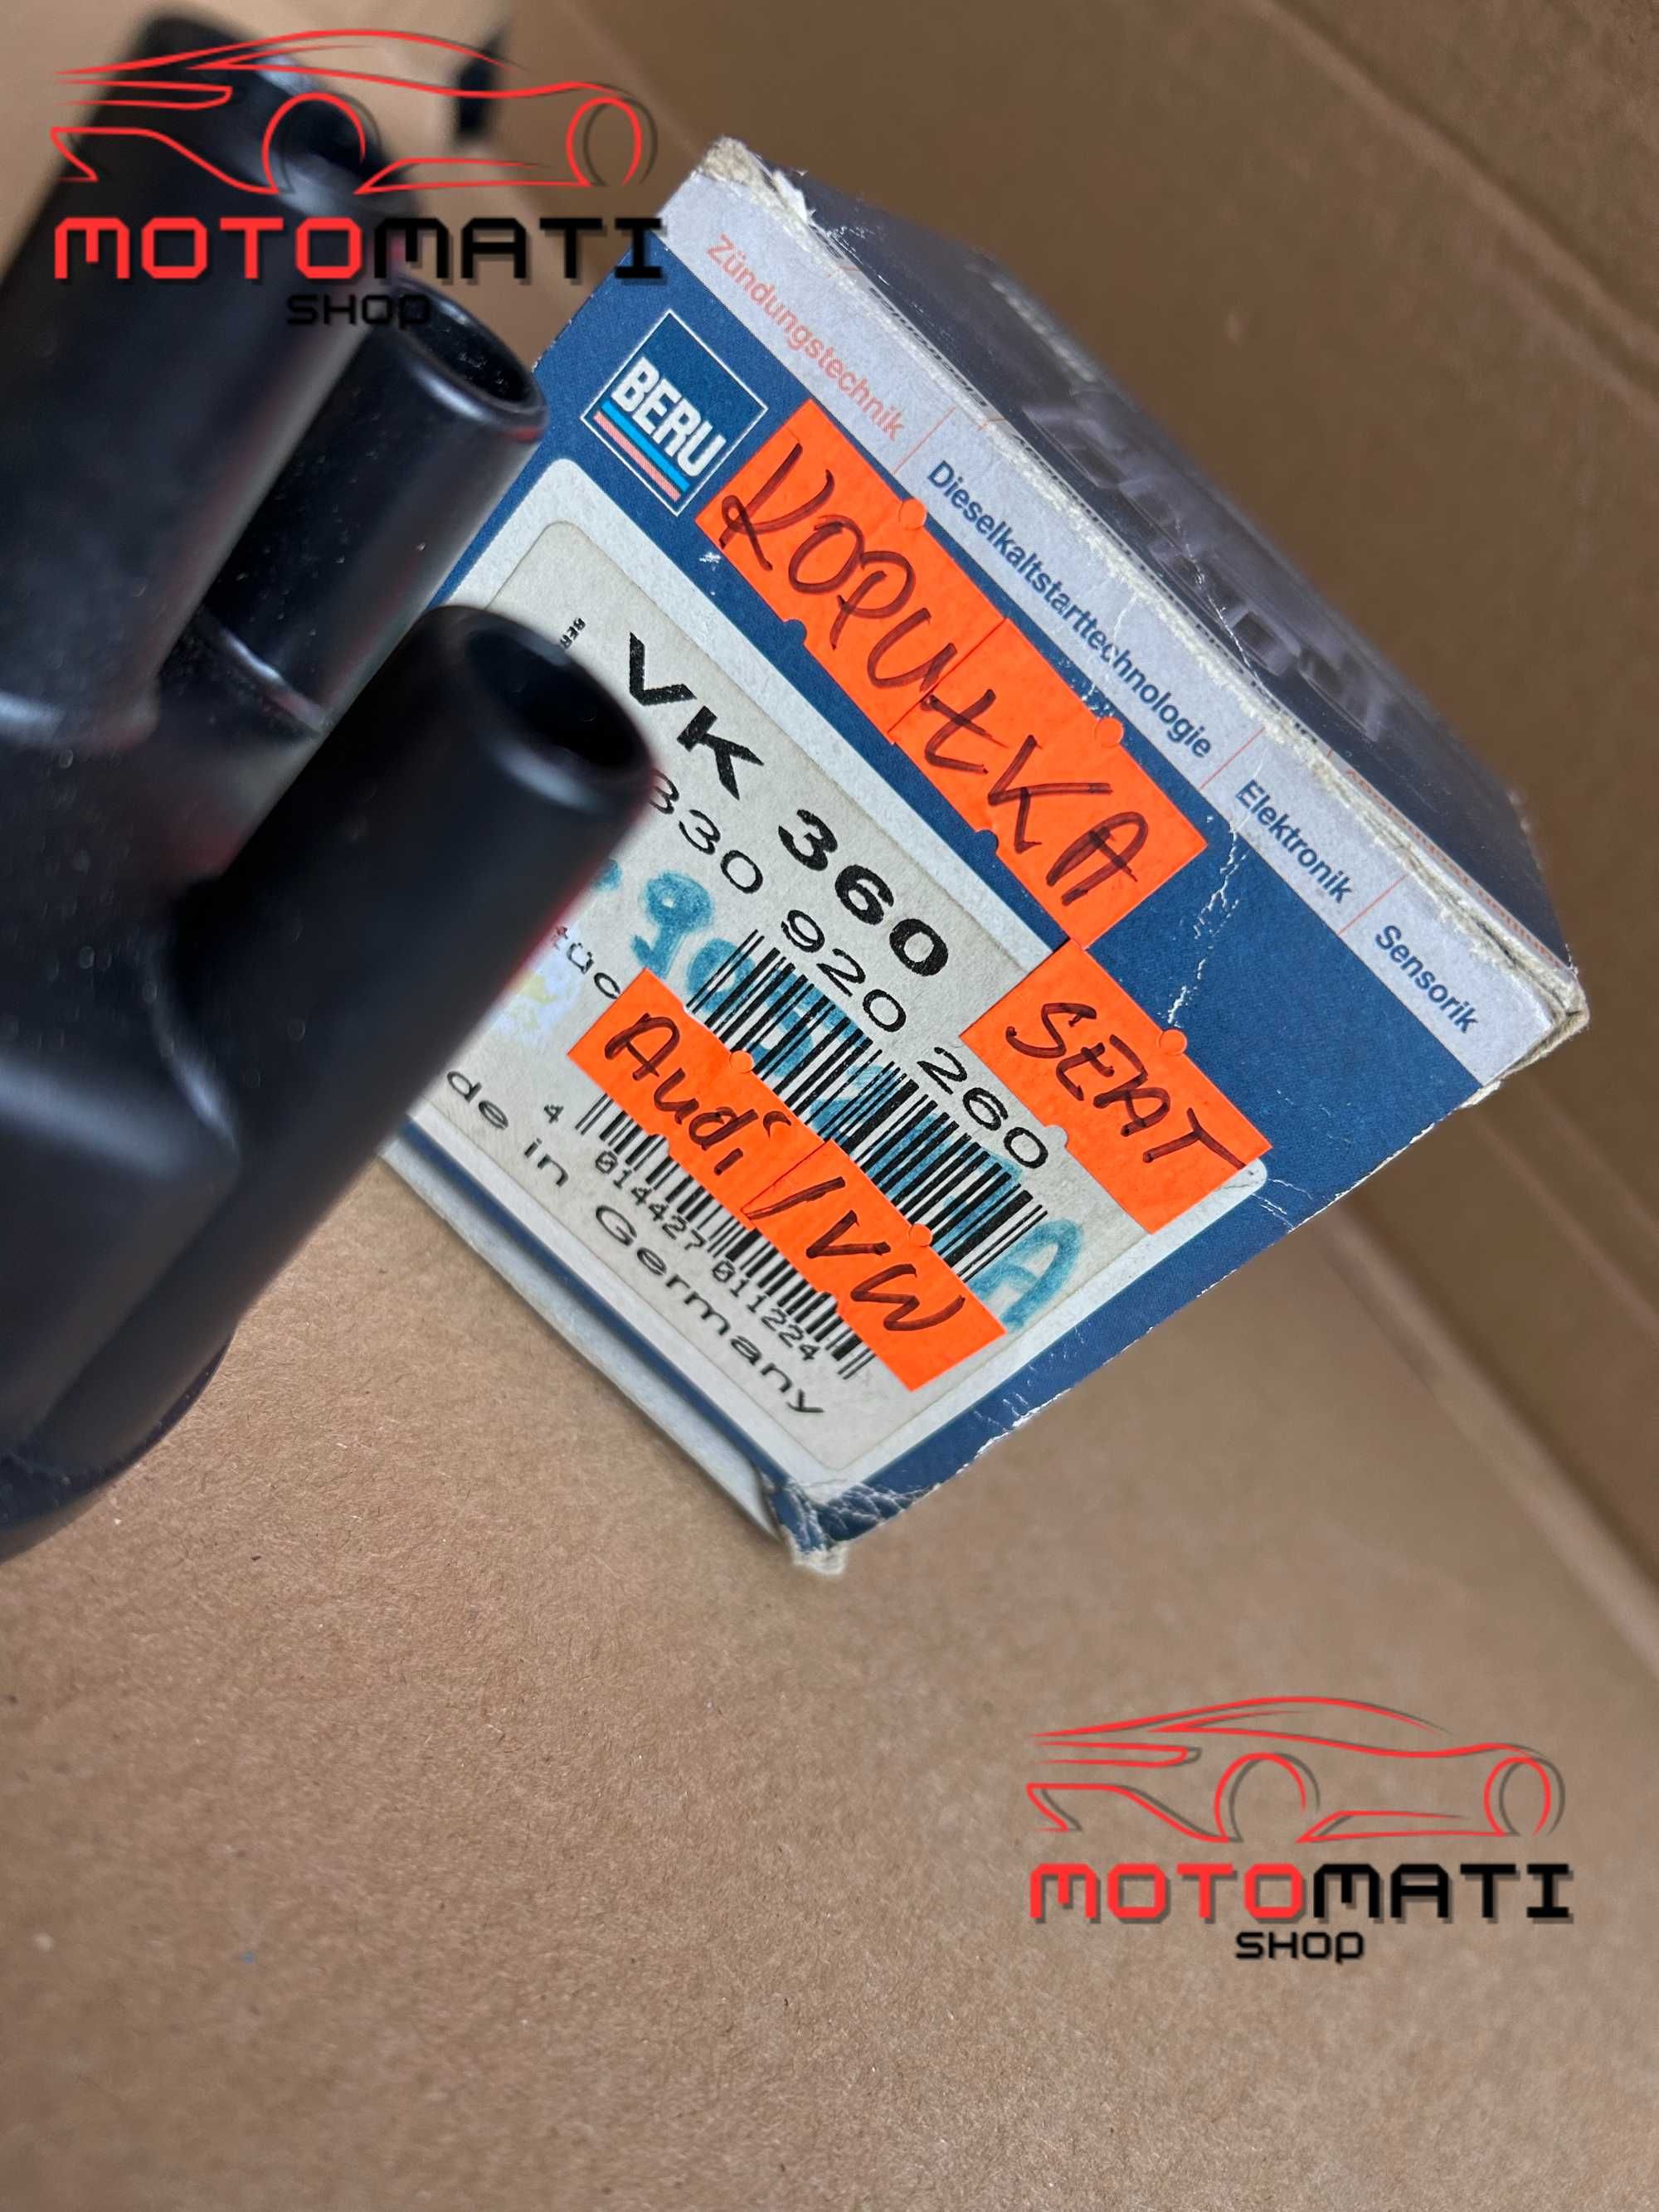 MOTOMATI
SHOP
Zündungstechnik
Dieselkaltstarttechnologie
Elektronik
Sensorik
BERU
KOPUŁKA
SEAT
VK 360
330 920 260
Audi/VW
A
4 014427 011224
de in Germany
MOTOMATI
SHOP